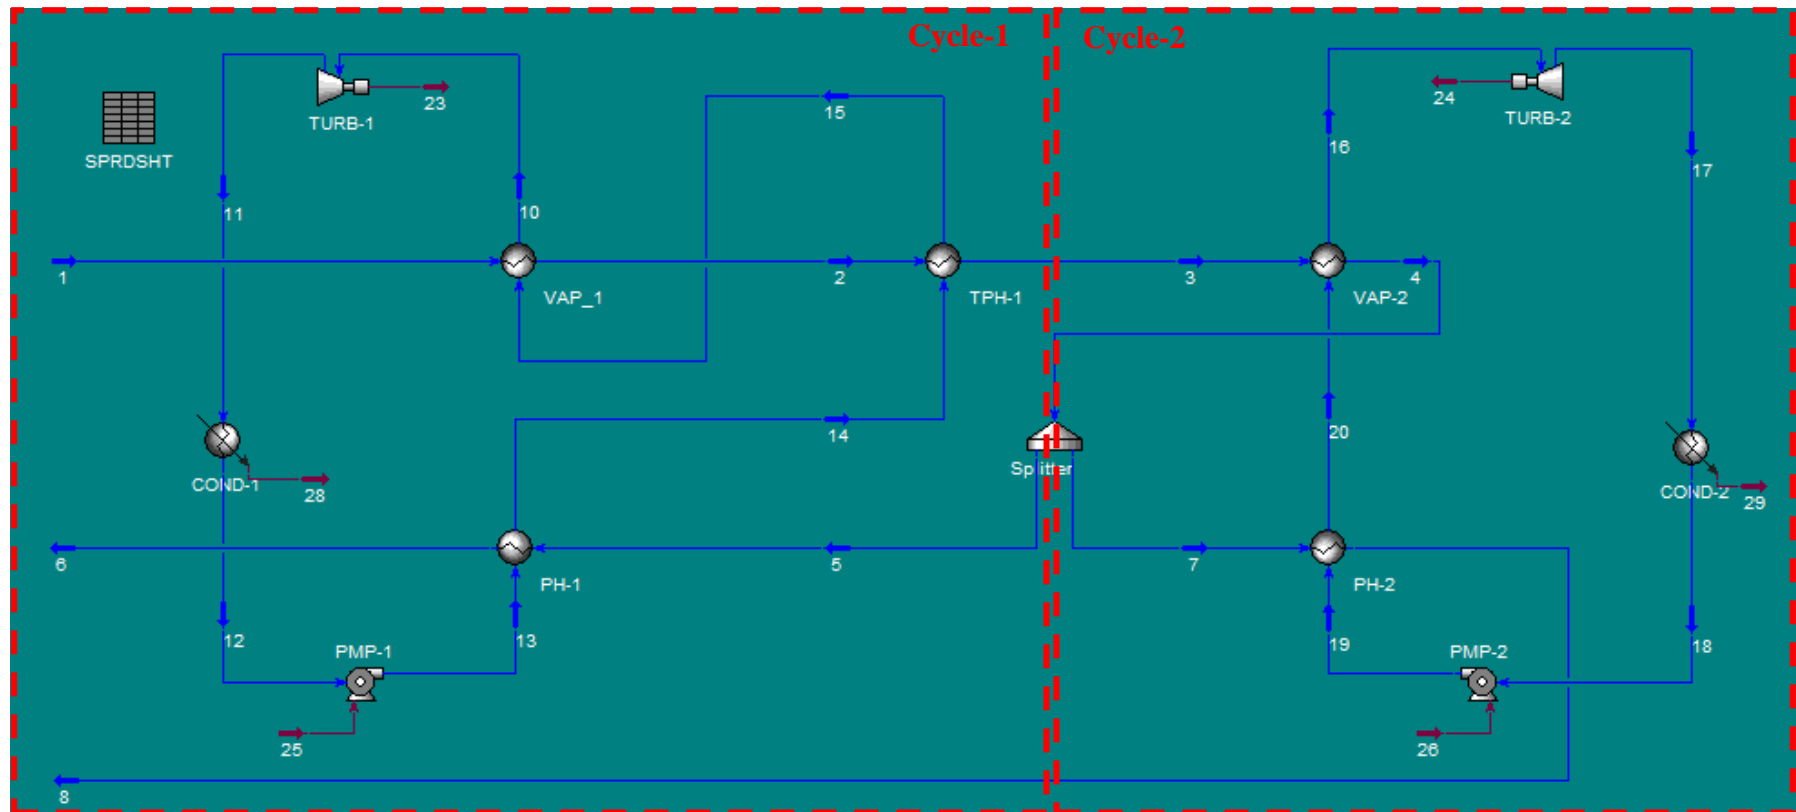 Cycle-1
Cycle-2
23
24
TURB-1
15
TURB-2
SPRDSHT
16
17
11
10
1
2
3
4
VAP_1
TPH-1
VAP-2
14
20
Splitter
COND-1
28
COND-2
29
6
5
7
PH-1
PH-2
12
13
19
18
PMP-1
PMP-2
25
26
8